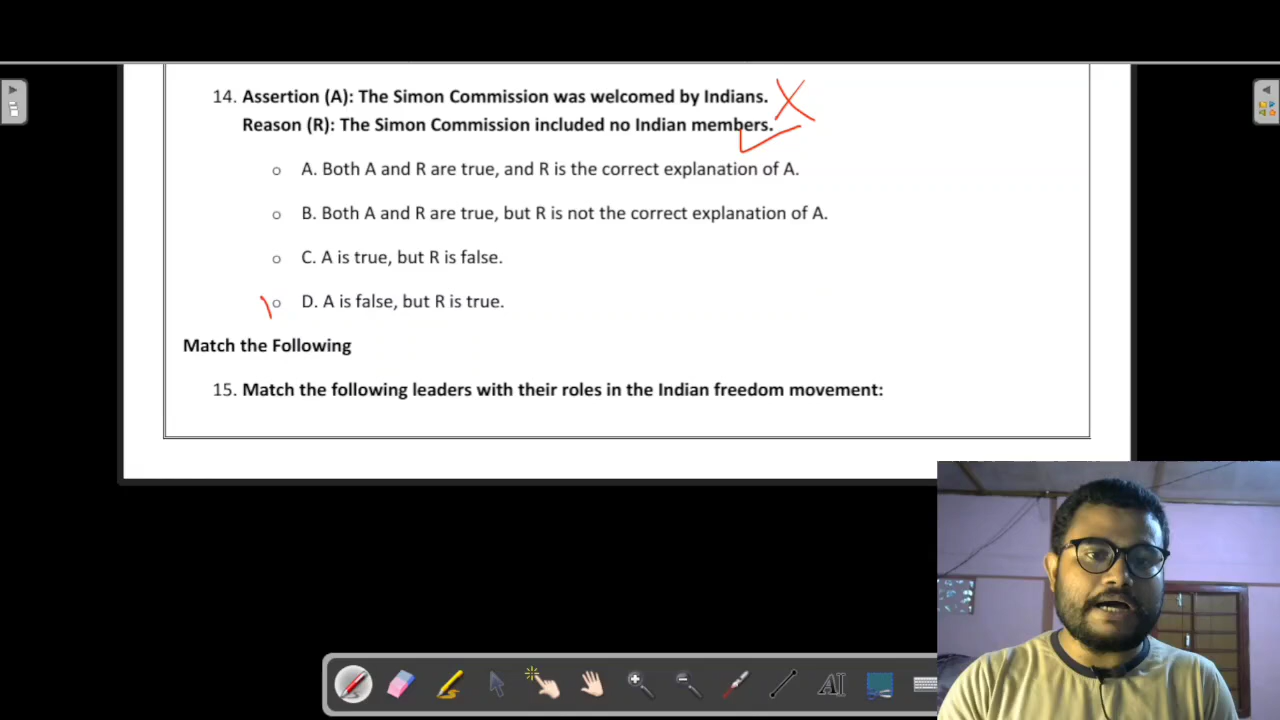 14. Assertion (A): The Simon Commission was welcomed by Indians.
Reason (R): The Simon Commission included no Indian members.
o A. Both A and R are true, and R is the correct explanation of A.
o B. Both A and R are true, but R is not the correct explanation of A.
o C. A is true, but R is false.
o D. A is false, but R is true.
Match the Following
15. Match the following leaders with their roles in the Indian freedom movement:
AI